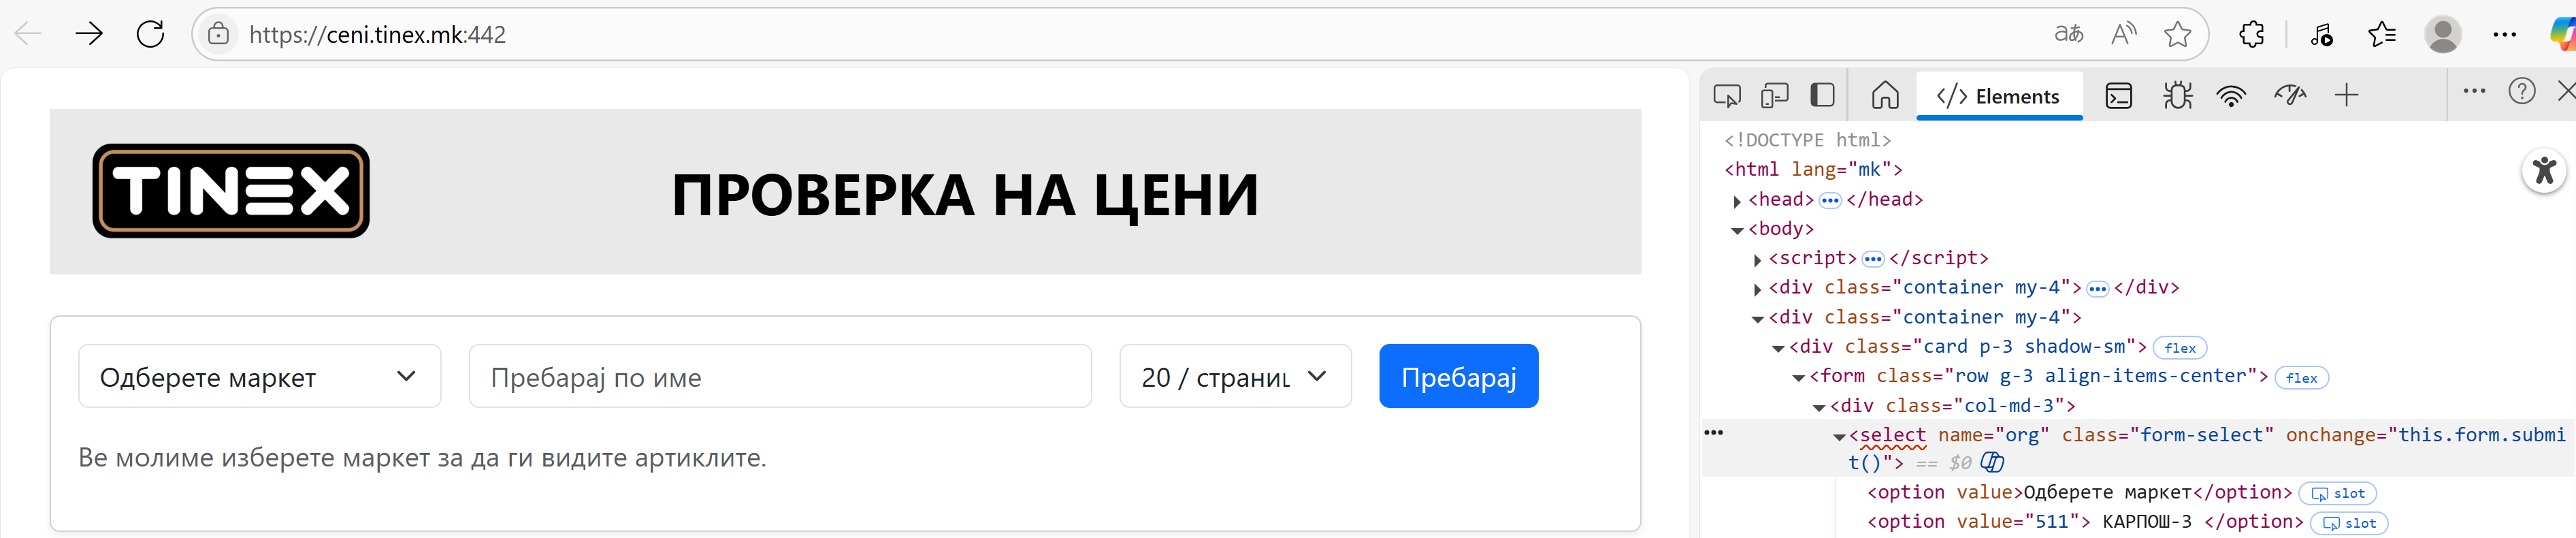 https://ceni.tinex.mk:442
Elements
TINEX
ПРОВЕРКА НА ЦЕНИ
Одберете маркет
Пребарај по име
20 / страниц
Пребарај
Ве молиме изберете маркет за да ги видите артиклите.
<!DOCTYPE html>
<html lang="mk">
<head> ••• </head>
<body>
<script> ••• </script>
<div class="container my-4"> ••• </div>
<div class="container my-4">
<div class="card p-3 shadow-sm"> flex
<form class="row g-3 align-items-center"> flex
<div class="col-md-3">
<select name="org" class="form-select" onchange="this.form.submi
t()"> == $0
<option value>Одберете маркет</option> slot
<option value="511"> КАРПОШ-3 </option> slot